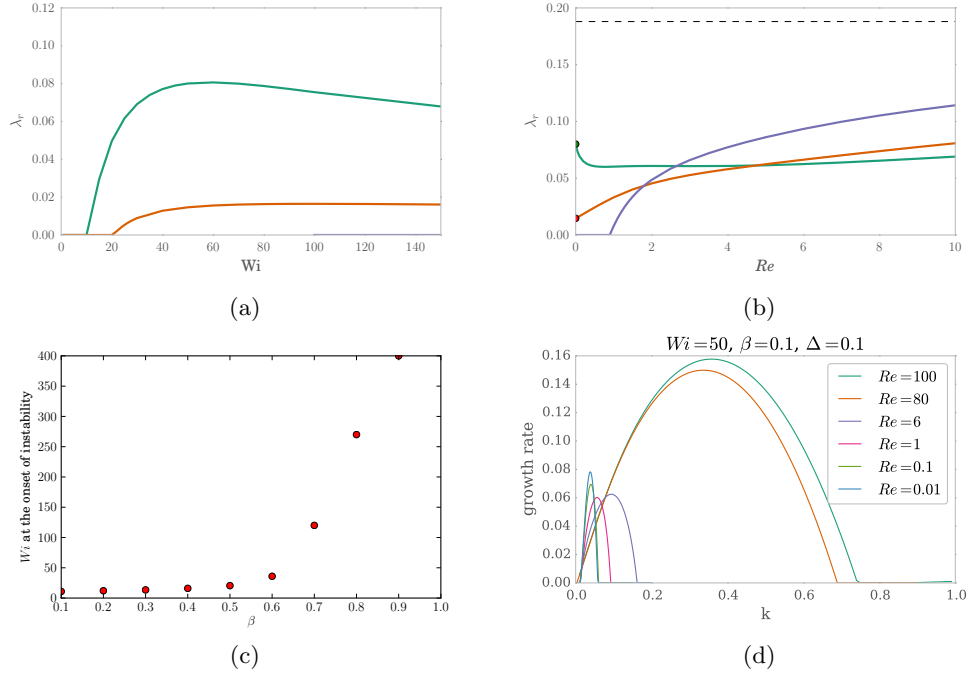 0.12
0.10
0.08
0.06
0.04
0.02
0.00
λr
0 20 40 60 80 100 120 140
Wi
(a)
0.20
0.15
0.10
0.05
0.00
λr
0 2 4 6 8 10
Re
(b)
400
350
300
250
200
150
100
50
0
Wi at the onset of instability
0.1 0.2 0.3 0.4 0.5 0.6 0.7 0.8 0.9 1.0
β
(c)
Wi=50, β=0.1, Δ=0.1
0.16
0.14
0.12
0.10
0.08
0.06
0.04
0.02
0.00
growth rate
Re=100
Re=80
Re=6
Re=1
Re=0.1
Re=0.01
0.0 0.2 0.4 0.6 0.8 1.0
k
(d)